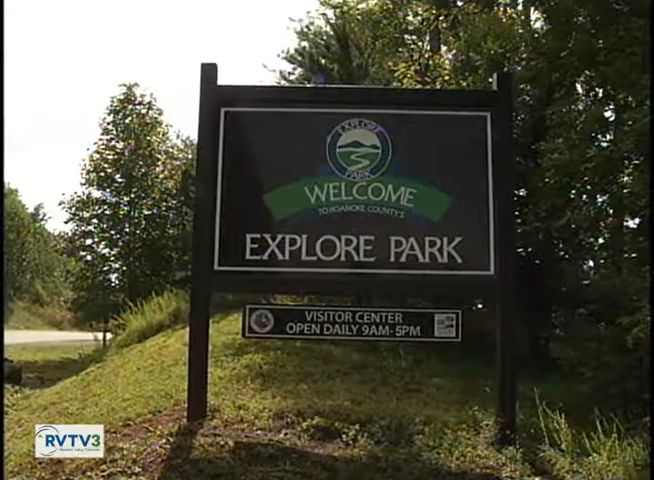 EXPLORE
PARK
WELCOME
TO ROANOKE COUNTY'S
EXPLORE PARK
VISITOR CENTER
OPEN DAILY 9AM-5PM
RVTV3